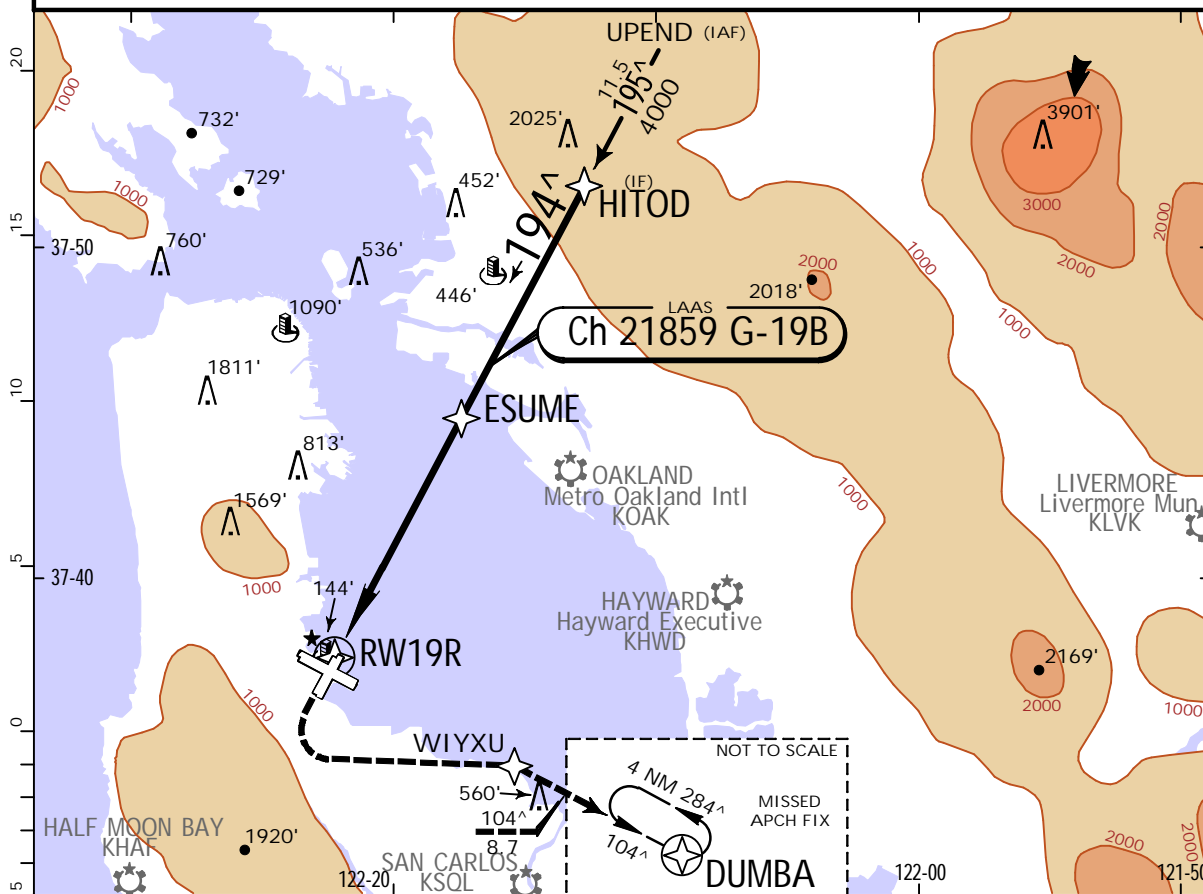 UPEND (IAF)
11.5
195^
4000
20
1000
732'
2025'
3901'
729'
452'
(IF)
HITOD
1000
3000
2000
194^
15
37-50
760'
536'
446'
2000
2018'
1000
2000
1000
1090'
LAAS
Ch 21859 G-19B
1811'
10
ESUME
813'
OAKLAND
Metro Oakland Intl
KOAK
1000
LIVERMORE
Livermore Mun
KLVK
1569'
5
37-40
1000
144'
HAYWARD
Hayward Executive
KHWD
RW19R
2169'
2000
1000
1000
0
WIYXU
NOT TO SCALE
4 NM 284^
MISSED
APCH FIX
560'
104^
8.7
104^
DUMBA
HALF MOON BAY
KHAF
1920'
SAN CARLOS
KSQL
2000
2000
5
122-20
122-00
121-50